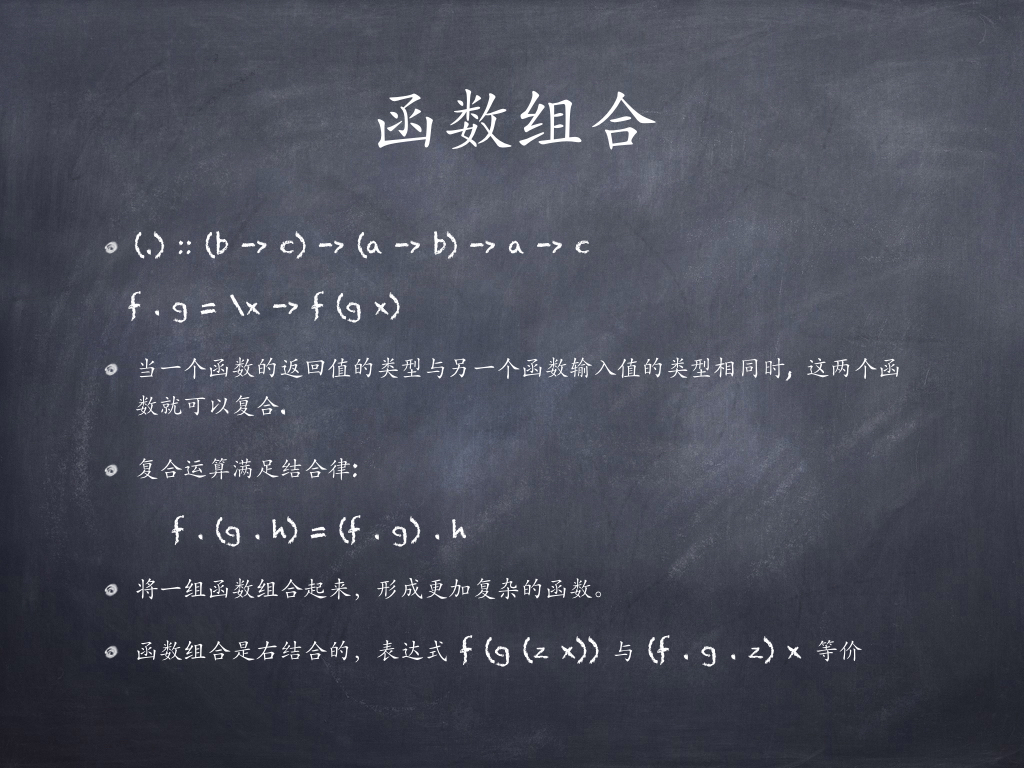 函数组合
(.) :: (b -> c) -> (a -> b) -> a -> c
f . g = \x -> f (g x)
当一个函数的返回值的类型与另一个函数输入值的类型相同时, 这两个函
数就可以复合.
复合运算满足结合律:
f . (g . h) = (f . g) . h
将一组函数组合起来，形成更加复杂的函数。
函数组合是右结合的，表达式 f (g (z x)) 与 (f . g . z) x 等价